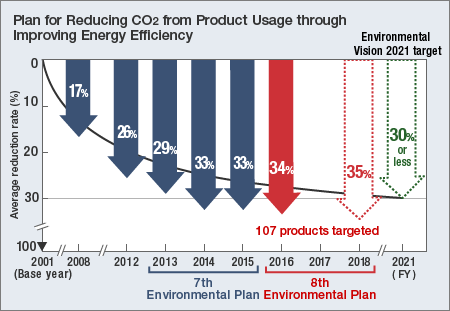 Plan for Reducing CO2 from Product Usage through
Improving Energy Efficiency
Environmental
Vision 2021 target
Average reduction rate (%)
0
10
20
30
100
17%
26%
29%
33%
33%
34%
35%
30%
or
less
107 products targeted
2001 2008 2012 2013 2014 2015 2016 2017 2018 2021
(Base year) (FY)
7th
Environmental Plan
8th
Environmental Plan